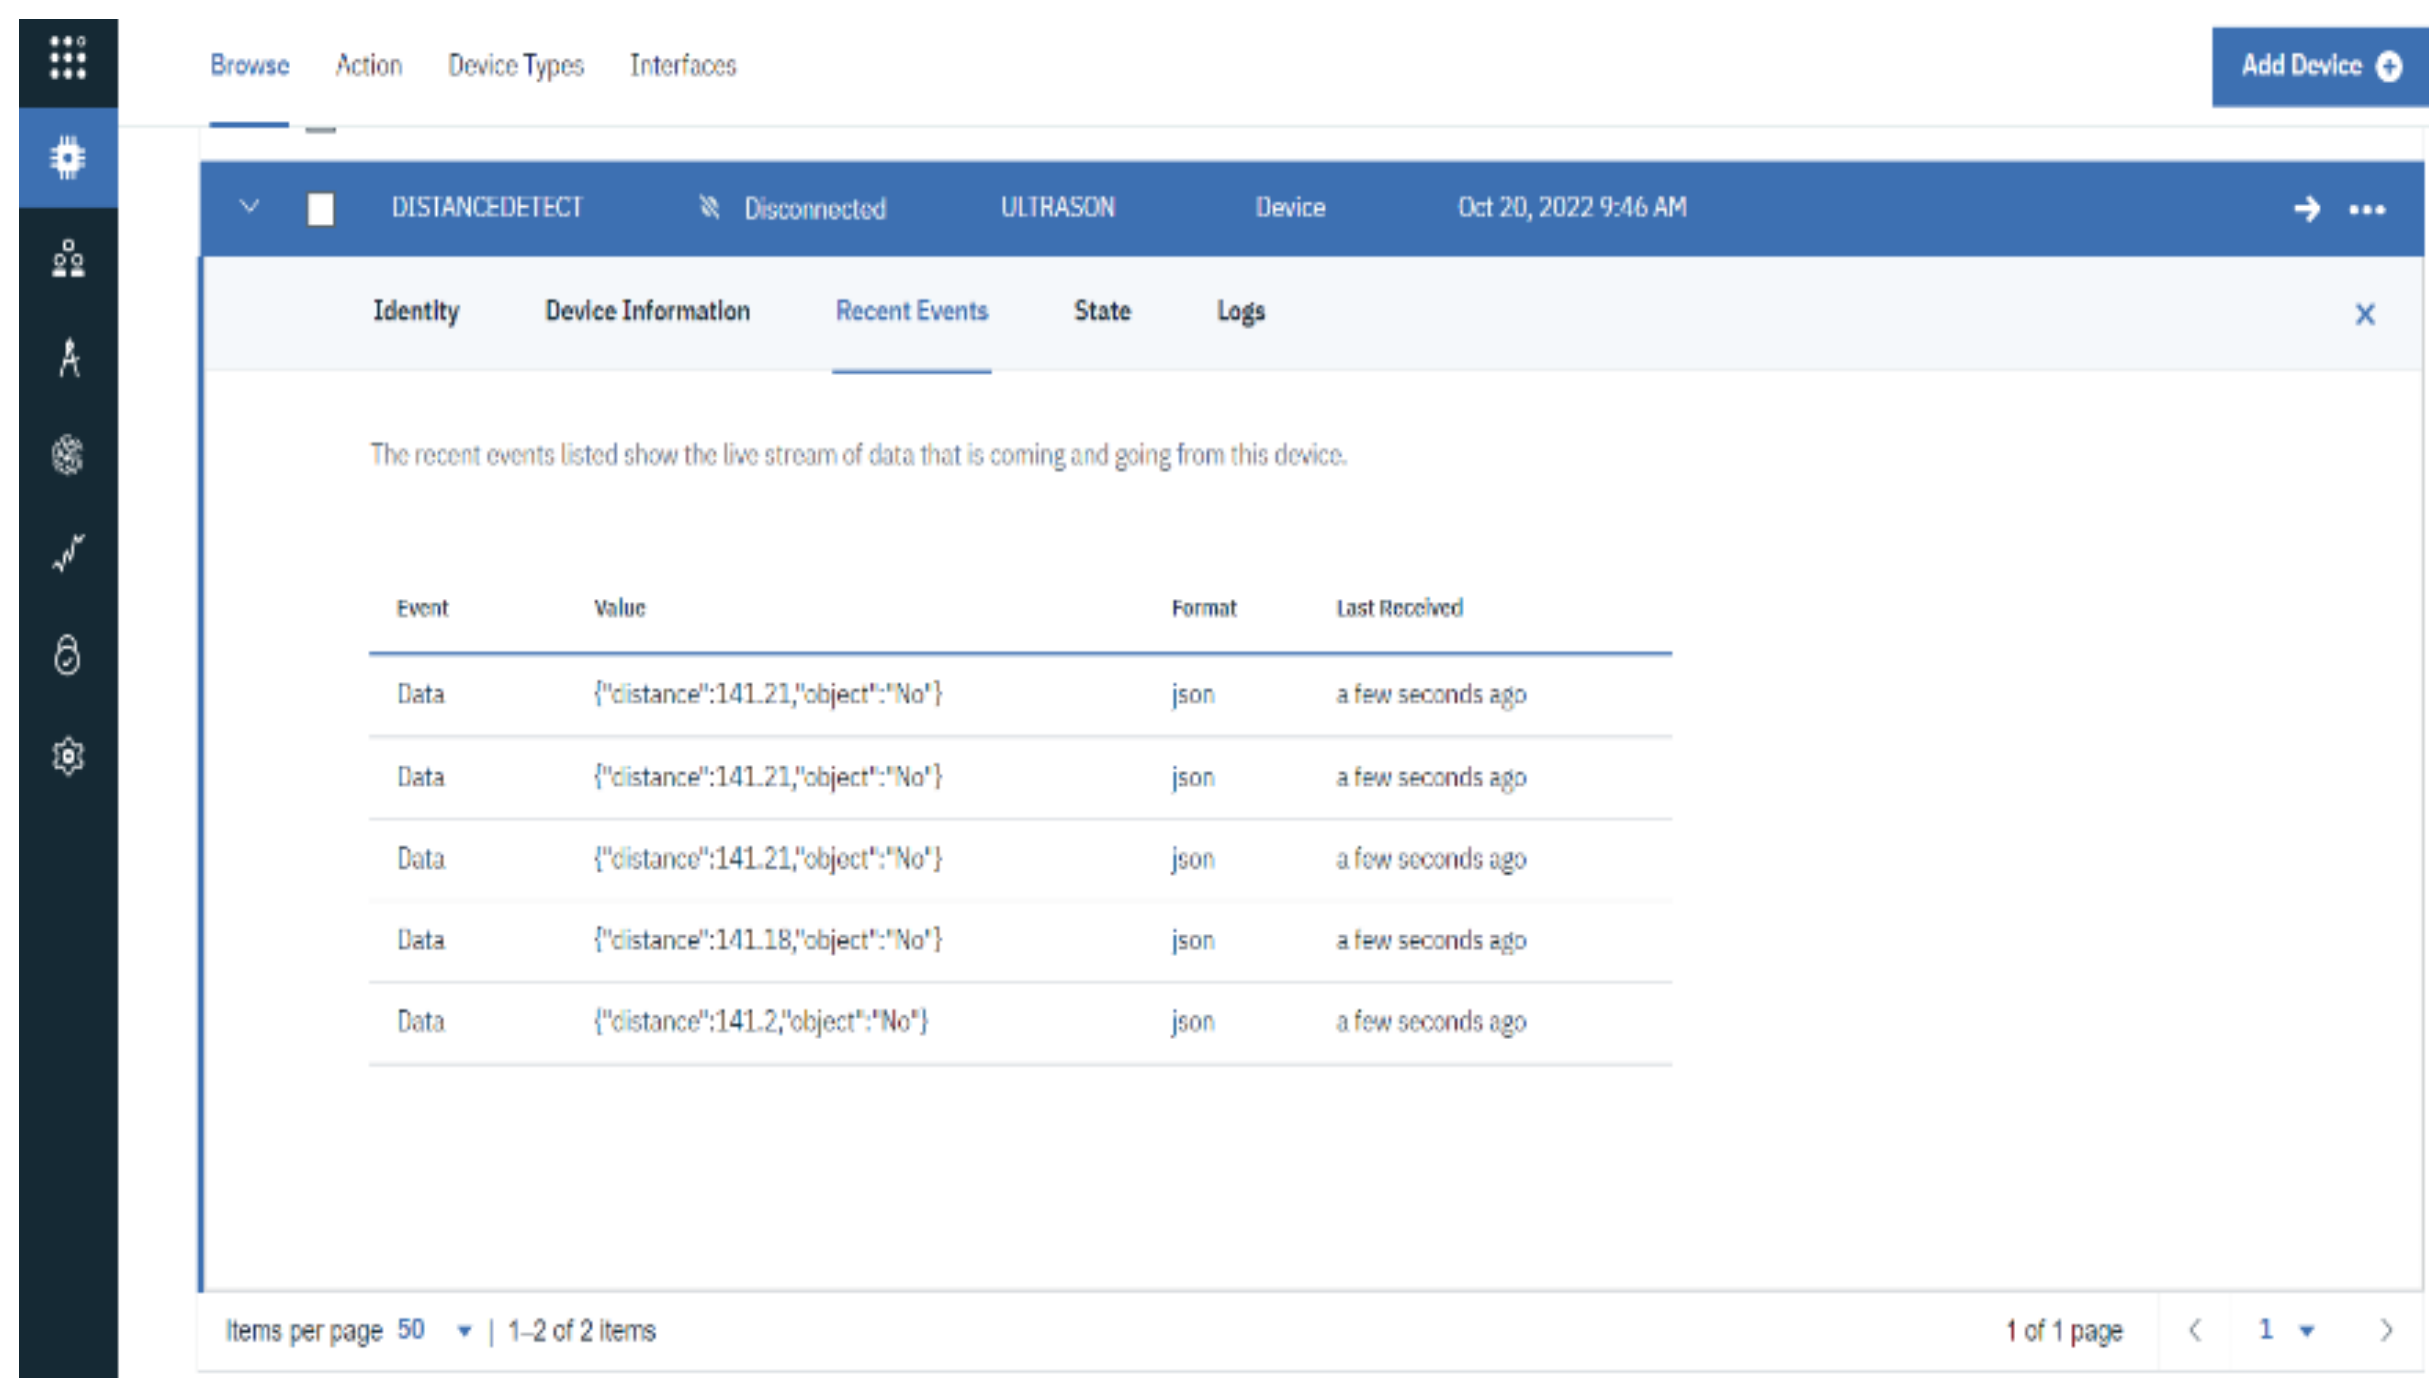 Browse Action Device Types Interfaces Add Device
DISTANCEDETECT Disconnected ULTRASON Device Oct 20, 2022 9:46 AM
Identity Device Information Recent Events State Logs
The recent events listed show the live stream of data that is coming and going from this device.
Event Value Format Last Received
Data {"distance":141.21,"object":"No"} json a few seconds ago
Data {"distance":141.21,"object":"No"} json a few seconds ago
Data {"distance":141.21,"object":"No"} json a few seconds ago
Data {"distance":141.18,"object":"No"} json a few seconds ago
Data {"distance":141.2,"object":"No"} json a few seconds ago
Items per page 50 | 1–2 of 2 items 1 of 1 page 1